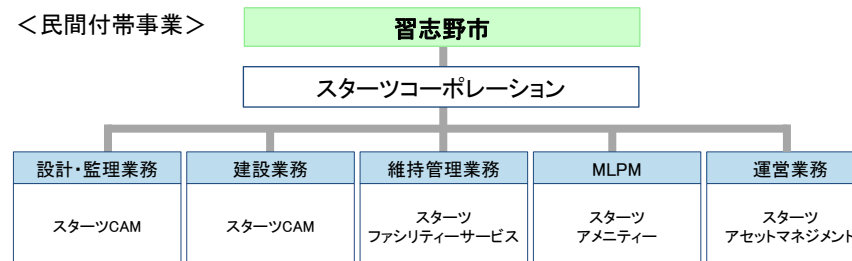 ＜民間付帯事業＞
習志野市
スターツコーポレーション
設計・監理業務
建設業務
維持管理業務
MLPM
運営業務
スターツCAM
スターツCAM
スターツ
ファシリティーサービス
スターツ
アメニティー
スターツ
アセットマネジメント